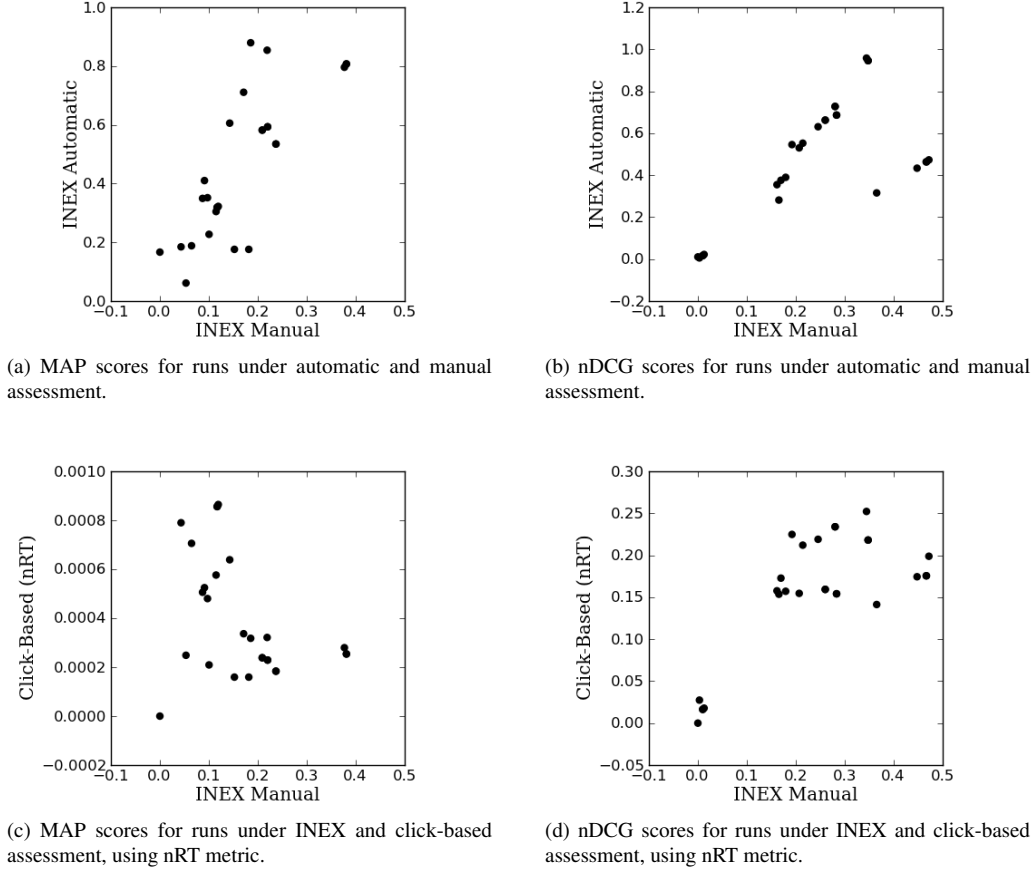 1.0
0.8
0.6
0.4
0.2
0.0
INEX Automatic
−0.1 0.0 0.1 0.2 0.3 0.4 0.5
INEX Manual
1.2
1.0
0.8
0.6
0.4
0.2
0.0
−0.2
INEX Automatic
−0.1 0.0 0.1 0.2 0.3 0.4 0.5
INEX Manual
(a) MAP scores for runs under automatic and manual
assessment.
(b) nDCG scores for runs under automatic and manual
assessment.
0.0010
0.0008
0.0006
0.0004
0.0002
0.0000
−0.0002
Click-Based (nRT)
−0.1 0.0 0.1 0.2 0.3 0.4 0.5
INEX Manual
0.30
0.25
0.20
0.15
0.10
0.05
0.00
−0.05
Click-Based (nRT)
−0.1 0.0 0.1 0.2 0.3 0.4 0.5
INEX Manual
(c) MAP scores for runs under INEX and click-based
assessment, using nRT metric.
(d) nDCG scores for runs under INEX and click-based
assessment, using nRT metric.